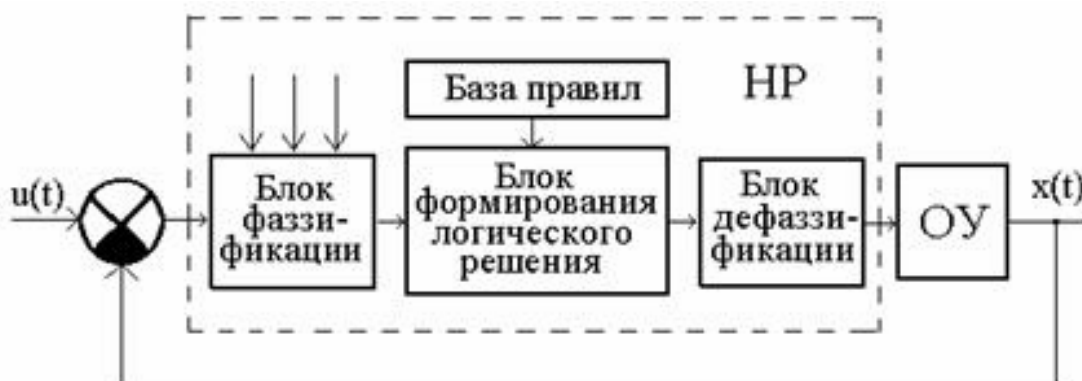 База правил
НР
u(t)
Блок
фаззи-
фикации
Блок
формирования
логического
решения
Блок
дефаззи-
фикации
ОУ
x(t)